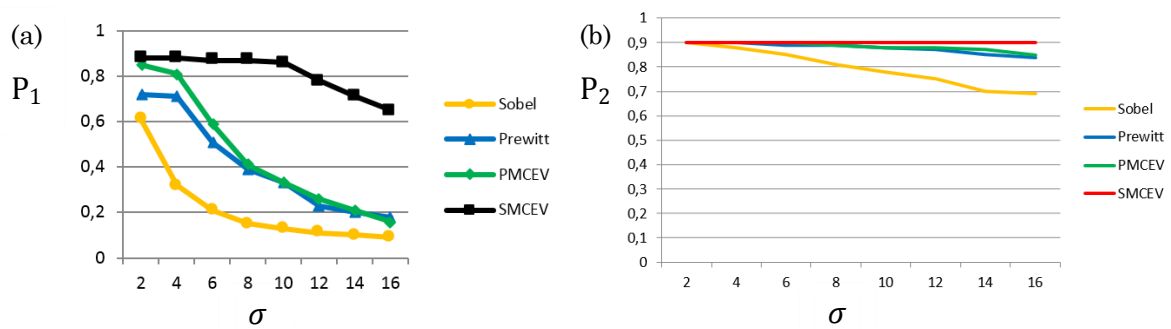 (a)
P1
1
0,8
0,6
0,4
0,2
0
2 4 6 8 10 12 14 16
σ
Sobel
Prewitt
PMCEV
SMCEV
(b)
P2
1
0,9
0,8
0,7
0,6
0,5
0,4
0,3
0,2
0,1
0
2 4 6 8 10 12 14 16
σ
Sobel
Prewitt
PMCEV
SMCEV